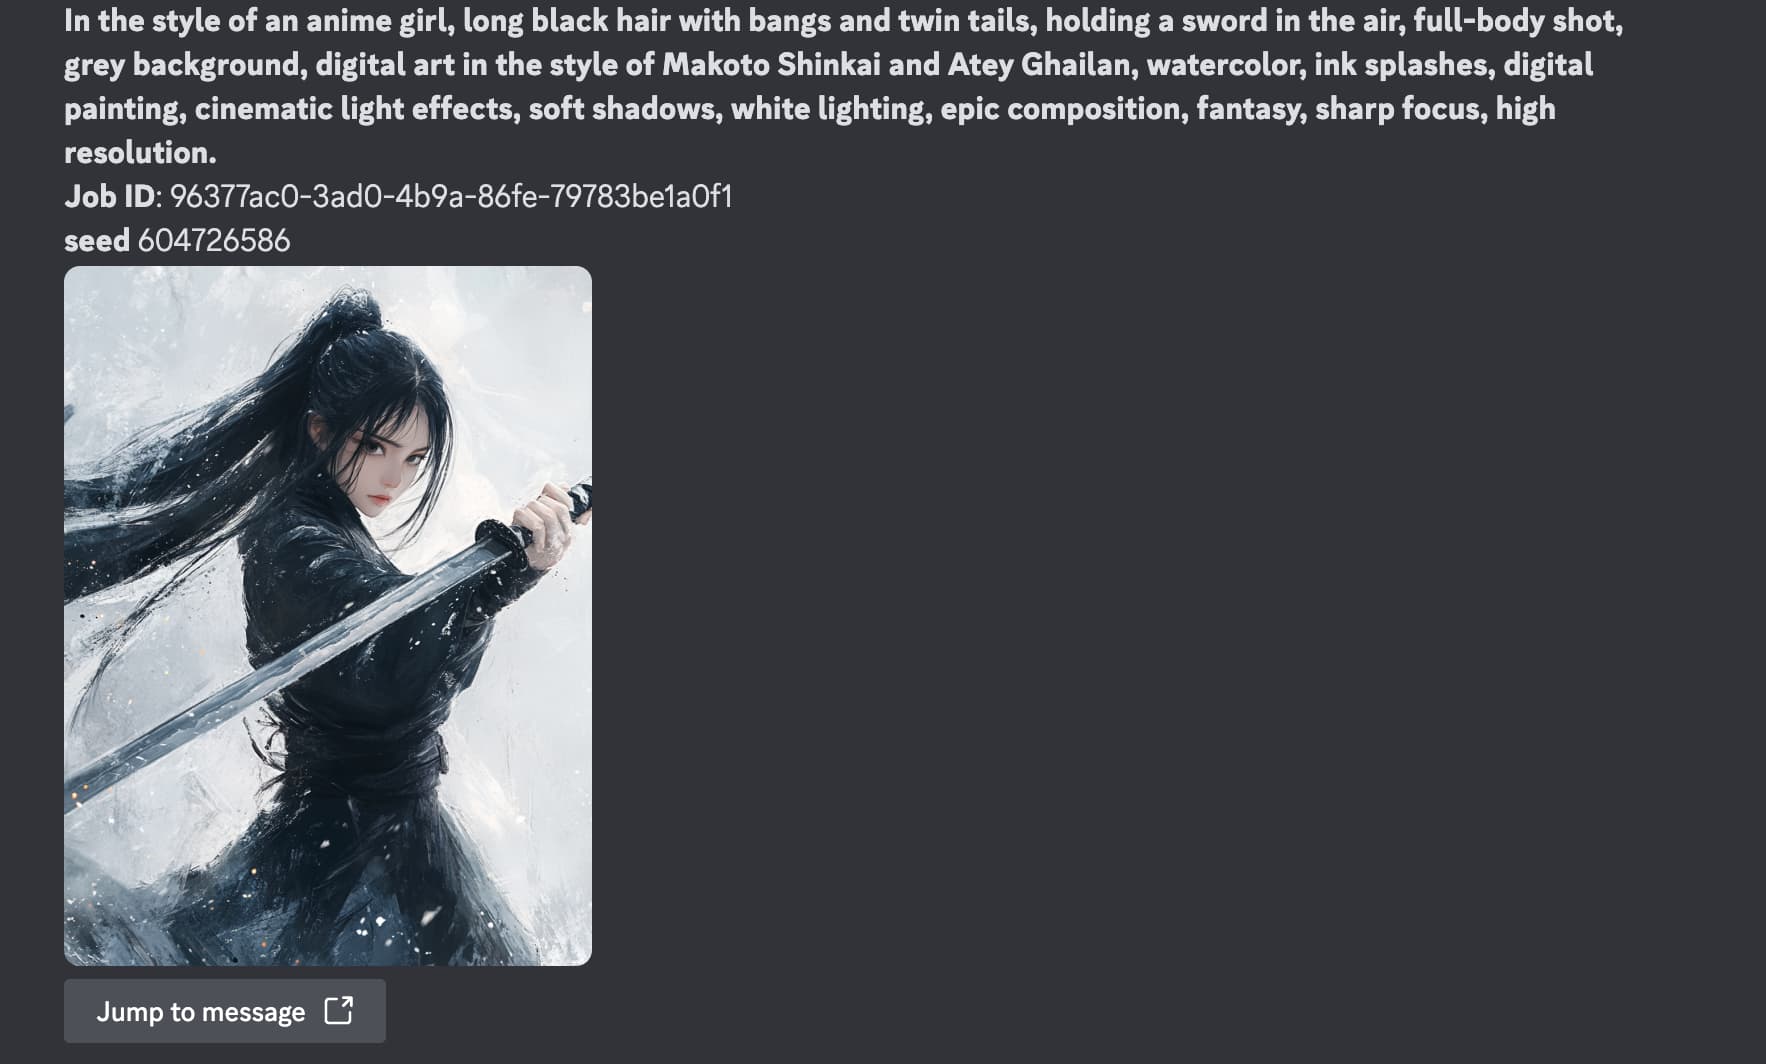 In the style of an anime girl, long black hair with bangs and twin tails, holding a sword in the air, full-body shot,
grey background, digital art in the style of Makoto Shinkai and Atey Ghailan, watercolor, ink splashes, digital
painting, cinematic light effects, soft shadows, white lighting, epic composition, fantasy, sharp focus, high
resolution.
Job ID: 96377ac0-3ad0-4b9a-86fe-79783be1a0f1
seed 604726586
Jump to message